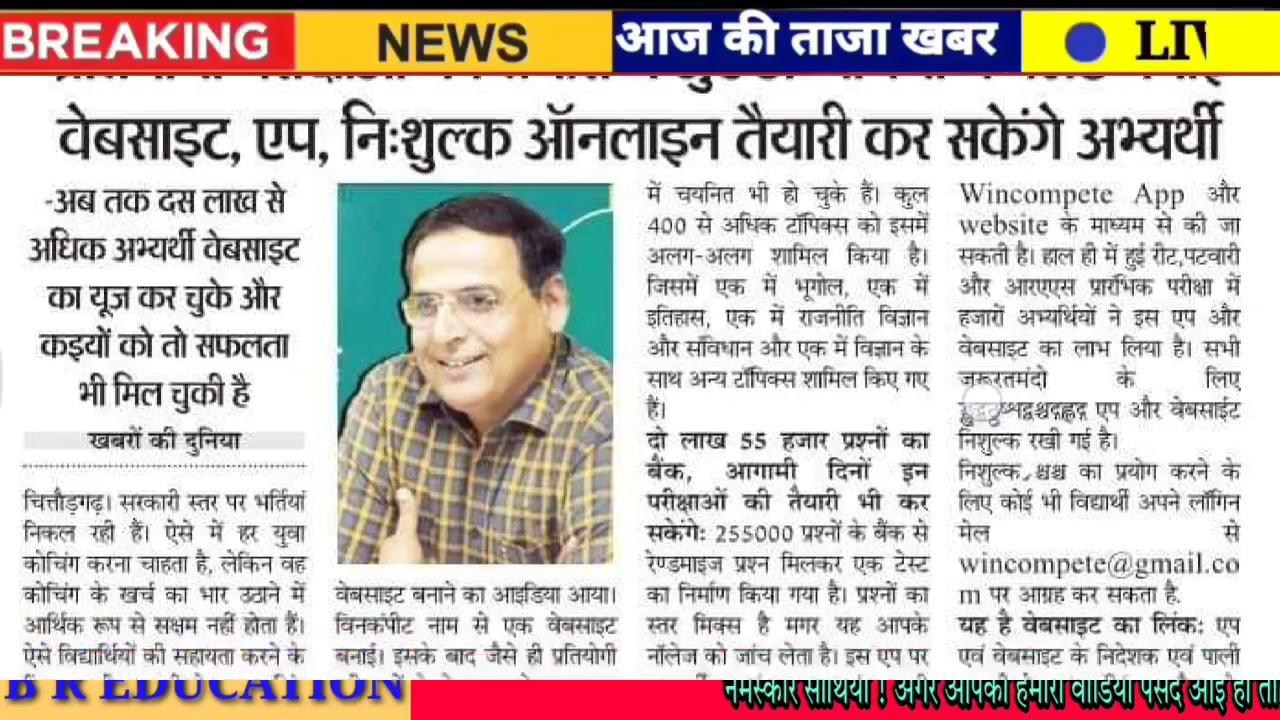 BREAKING NEWS आज की ताजा खबर LIV
वेबसाइट, एप, निःशुल्क ऑनलाइन तैयारी कर सकेंगे अभ्यर्थी
-अब तक दस लाख से
अधिक अभ्यर्थी वेबसाइट
का यूज कर चुके और
कइयों को तो सफलता
भी मिल चुकी है
खबरों की दुनिया
चित्तौड़गढ़। सरकारी स्तर पर भर्तियां
निकल रही हैं। ऐसे में हर युवा
कोचिंग करना चाहता है, लेकिन वह
कोचिंग के खर्च का भार उठाने में
आर्थिक रूप से सक्षम नहीं होता हैं।
ऐसे विद्यार्थियों की सहायता करने के
वेबसाइट बनाने का आइडिया आया।
विनकंपीट नाम से एक वेबसाइट
बनाई। इसके बाद जैसे ही प्रतियोगी
में चयनित भी हो चुके हैं। कुल
400 से अधिक टॉपिक्स को इसमें
अलग-अलग शामिल किया है।
जिसमें एक में भूगोल, एक में
इतिहास, एक में राजनीति विज्ञान
और संविधान और एक में विज्ञान के
साथ अन्य टॉपिक्स शामिल किए गए
हैं।
दो लाख 55 हजार प्रश्नों का
बैंक, आगामी दिनों इन
परीक्षाओं की तैयारी भी कर
सकेंगे: 255000 प्रश्नों के बैंक से
रेण्डमाइज प्रश्न मिलकर एक टेस्ट
का निर्माण किया गया है। प्रश्नों का
स्तर मिक्स है मगर यह आपके
नॉलेज को जांच लेता है। इस एप पर
Wincompete App और
website के माध्यम से की जा
सकती है। हाल ही में हुई रीट,पटवारी
और आरएएस प्रारंभिक परीक्षा में
हजारों अभ्यर्थियों ने इस एप और
वेबसाइट का लाभ लिया है। सभी
जरूरतमंदो के लिए
एप और वेबसाईट
निशुल्क रखी गई है।
निशुल्क का प्रयोग करने के
लिए कोई भी विद्यार्थी अपने लॉगिन
मेल से
wincompete@gmail.co
m पर आग्रह कर सकता है.
यह है वेबसाइट का लिंक: एप
एवं वेबसाइट के निदेशक एवं पाली
B R EDUCATION
नमस्कार साथियों ! अगर आपको हमारी वीडियो पसंद आई हो तो